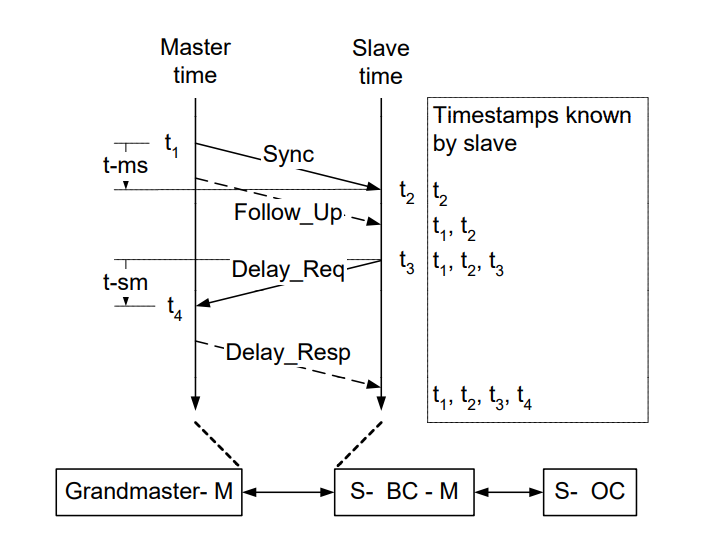 Master
time
Slave
time
Timestamps known
by slave
t1
Sync
t-ms
t2
t2
Follow_Up
t1, t2
t3
t1, t2, t3
Delay_Req
t-sm
t4
Delay_Resp
t1, t2, t3, t4
Grandmaster- M
S- BC - M
S- OC